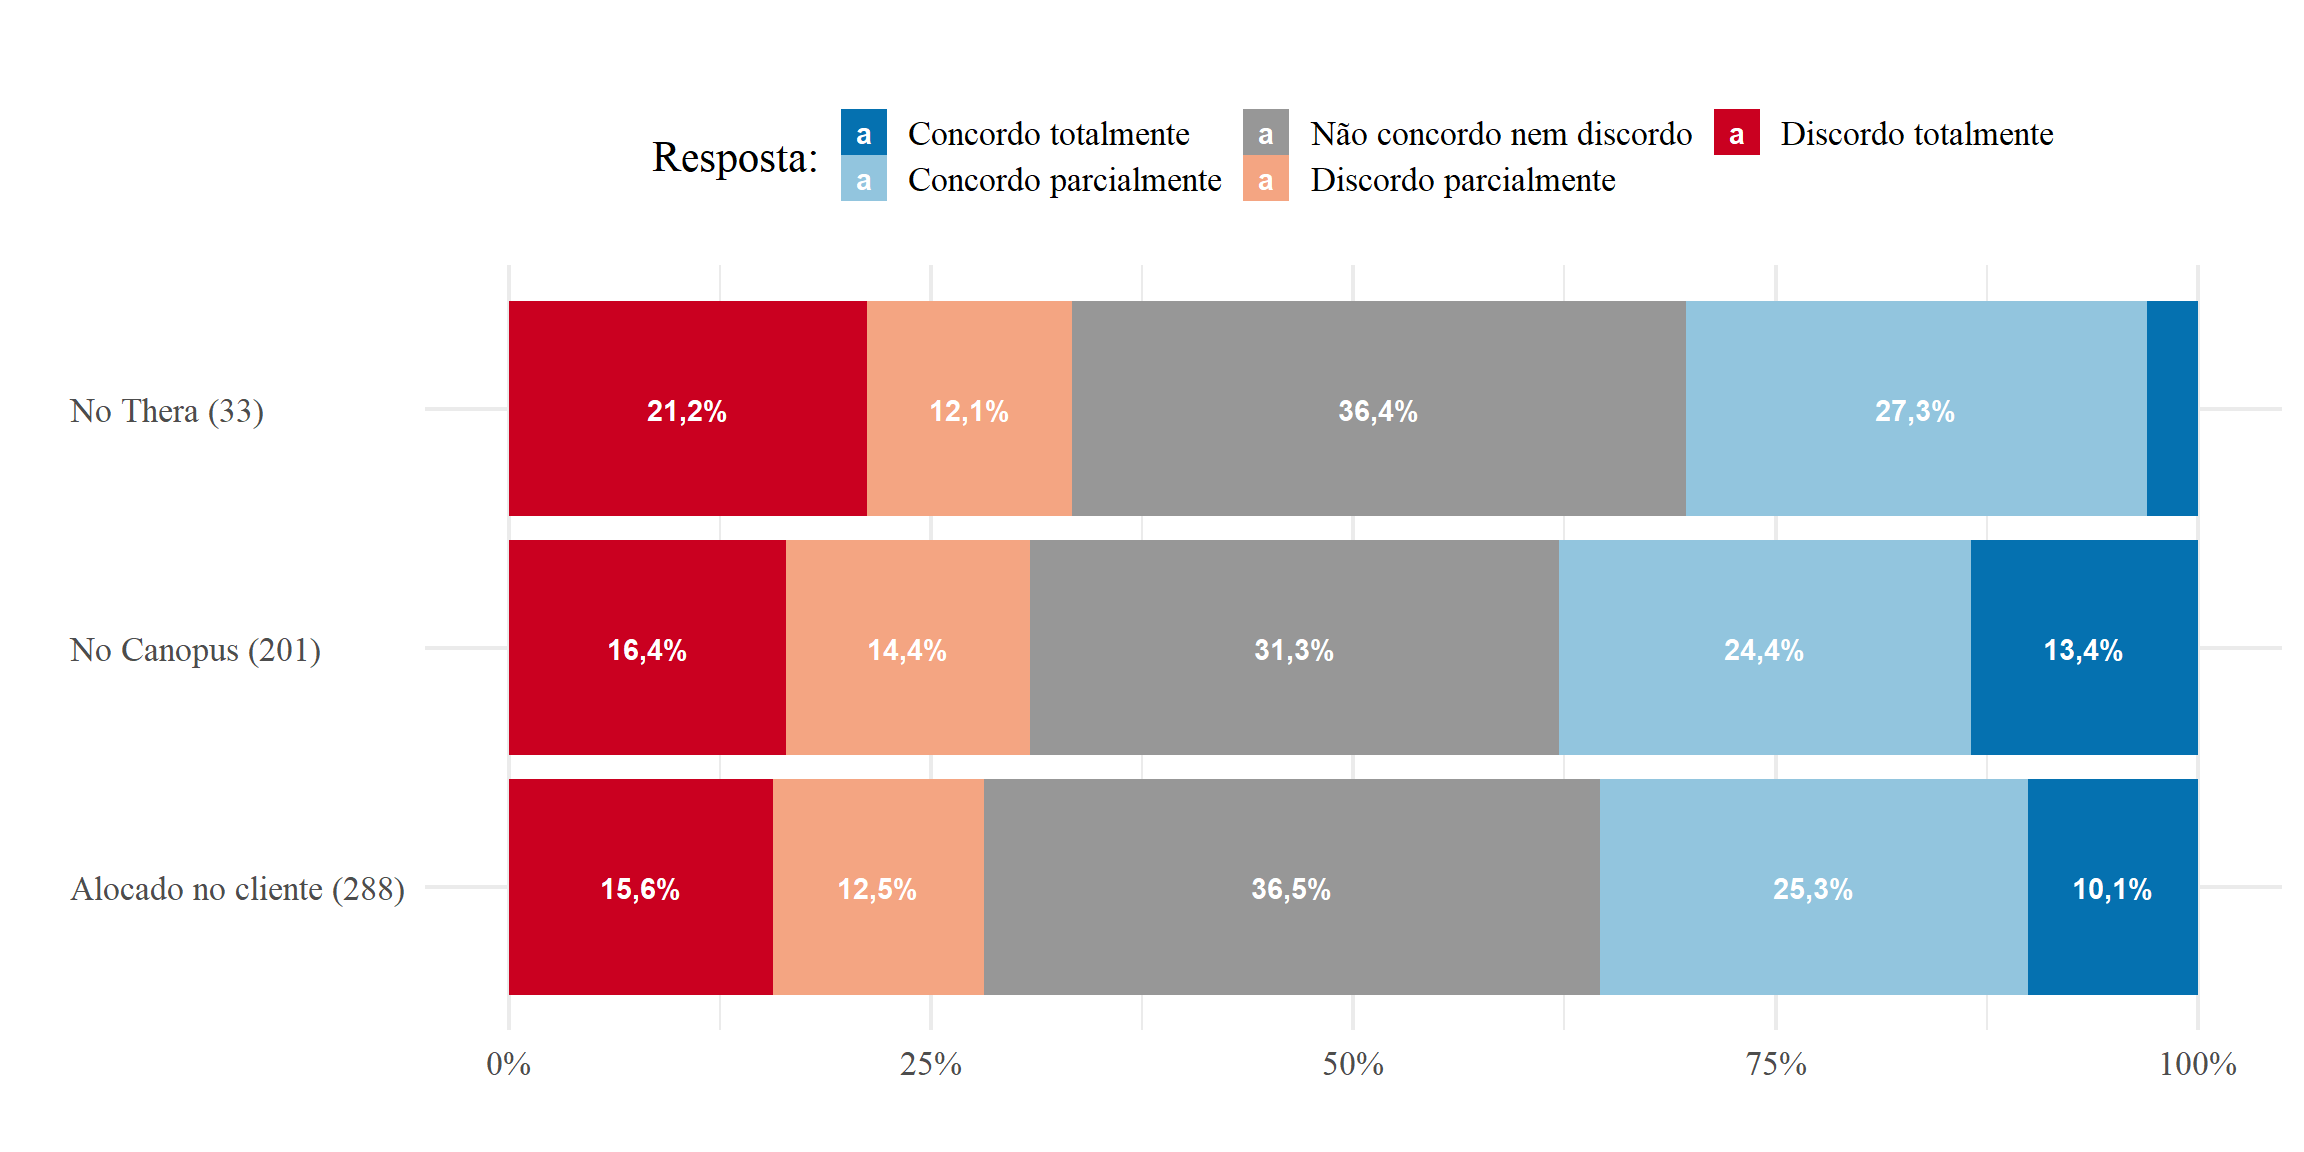 Resposta:
a Concordo totalmente
a Concordo parcialmente
a Não concordo nem discordo
a Discordo parcialmente
a Discordo totalmente
No Thera (33)
21,2% 12,1% 36,4% 27,3%
No Canopus (201)
16,4% 14,4% 31,3% 24,4% 13,4%
Alocado no cliente (288)
15,6% 12,5% 36,5% 25,3% 10,1%
0% 25% 50% 75% 100%